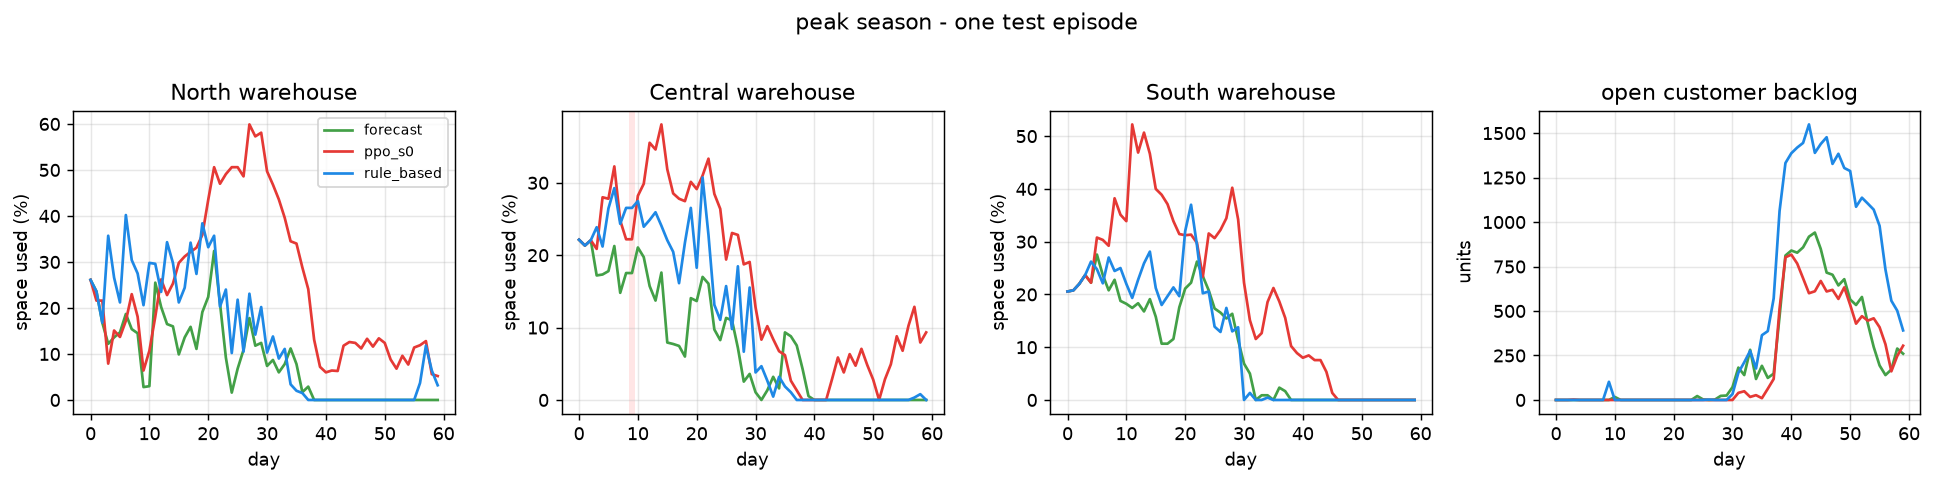 peak season - one test episode
North warehouse
space used (%)
60
50
40
30
20
10
0
forecast
ppo_s0
rule_based
0 10 20 30 40 50 60
day
Central warehouse
space used (%)
30
20
10
0
0 10 20 30 40 50 60
day
South warehouse
space used (%)
50
40
30
20
10
0
0 10 20 30 40 50 60
day
open customer backlog
units
1500
1250
1000
750
500
250
0
0 10 20 30 40 50 60
day